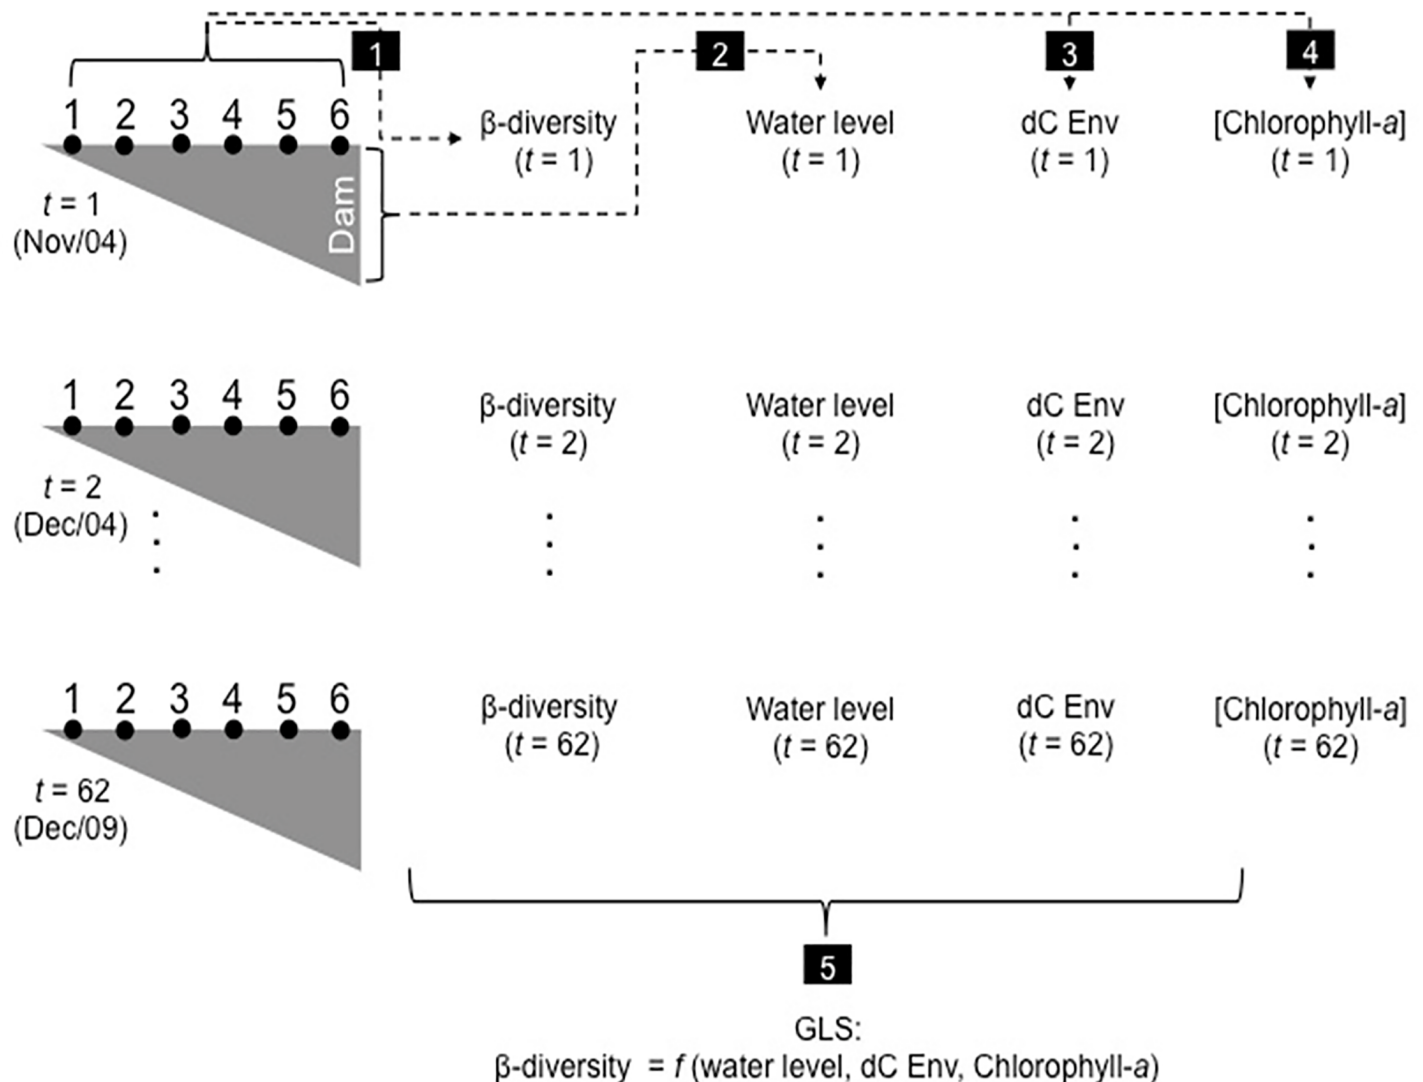 1 2 3 4
1 2 3 4 5 6
β-diversity Water level dC Env [Chlorophyll-a]
(t = 1) (t = 1) (t = 1) (t = 1)
Dam
t = 1
(Nov/04)
1 2 3 4 5 6
β-diversity Water level dC Env [Chlorophyll-a]
(t = 2) (t = 2) (t = 2) (t = 2)
t = 2
(Dec/04)
1 2 3 4 5 6
β-diversity Water level dC Env [Chlorophyll-a]
(t = 62) (t = 62) (t = 62) (t = 62)
t = 62
(Dec/09)
5
GLS:
β-diversity = f (water level, dC Env, Chlorophyll-a)